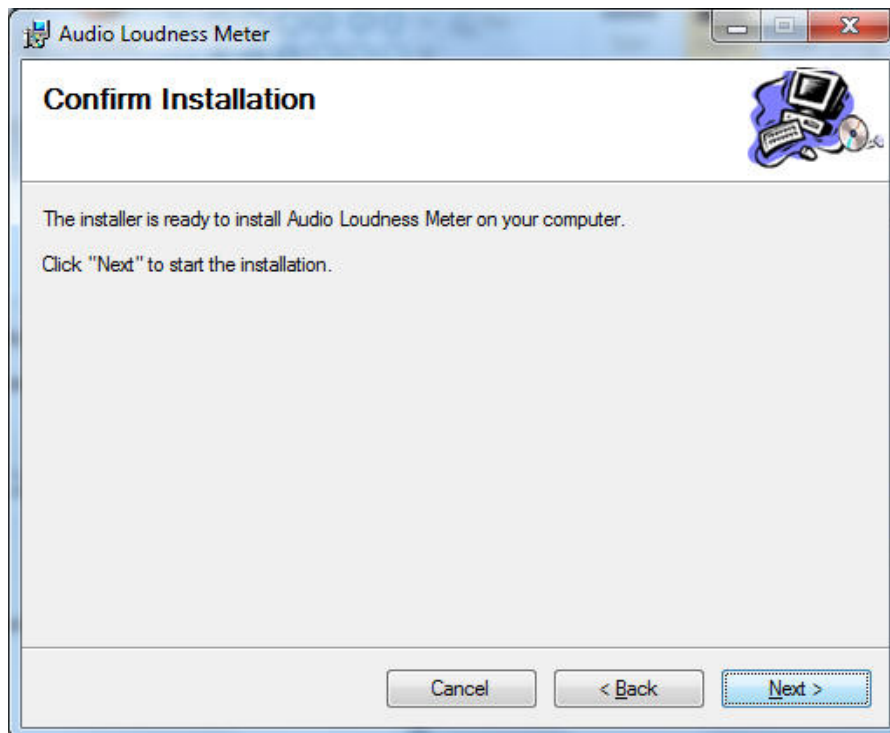 Audio Loudness Meter
Confirm Installation
The installer is ready to install Audio Loudness Meter on your computer.
Click "Next" to start the installation.
Cancel
< Back
Next >